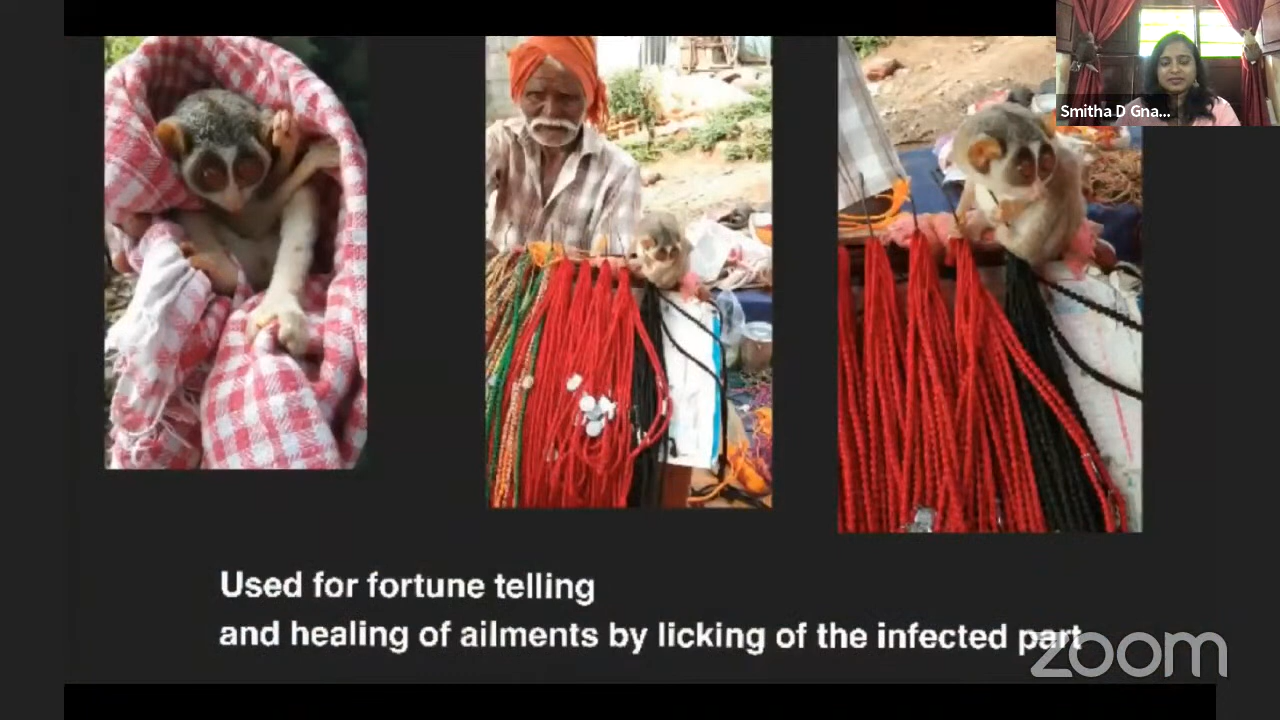 Smitha D Gna...
Used for fortune telling
and healing of ailments by licking of the infected part
zoom